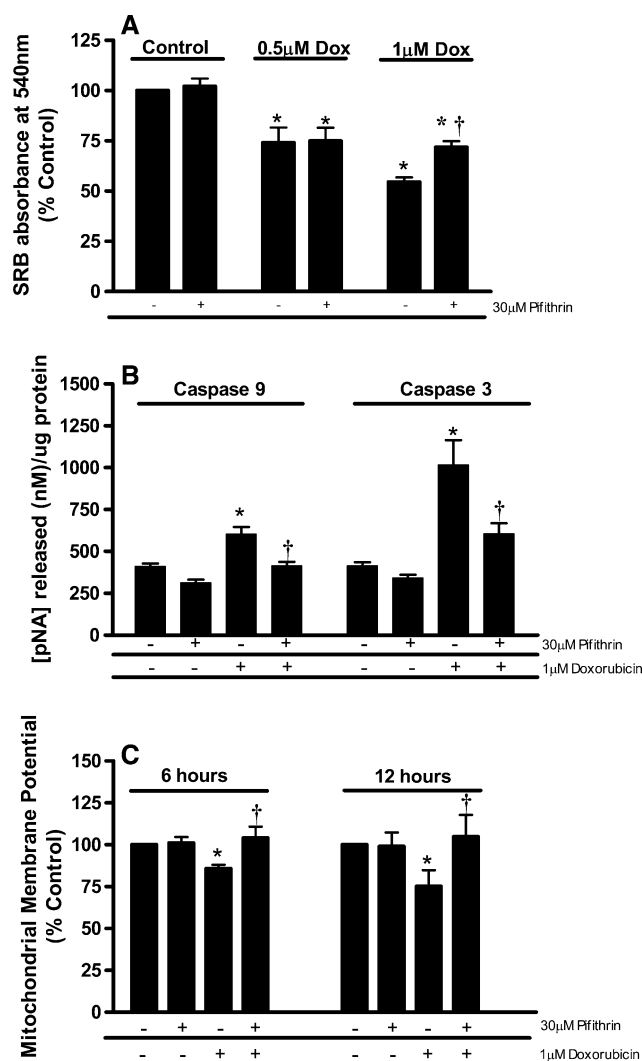 A
Control 0.5µM Dox 1µM Dox
SRB absorbance at 540nm
(% Control)
125
100
75
50
25
0
* * * * †
- + - + - +
30µM Pifithrin
B
Caspase 9 Caspase 3
[pNA] released (nM)/ug protein
1500
1250
1000
750
500
250
0
* † * †
- + - + - + - + 30µM Pifithrin
- - + + - - + + 1µM Doxorubicin
C
6 hours 12 hours
Mitochondrial Membrane Potential
(% Control)
150
125
100
75
50
25
0
* † * †
- + - + - + - + 30µM Pifithrin
- - + + - - + + 1µM Doxorubicin